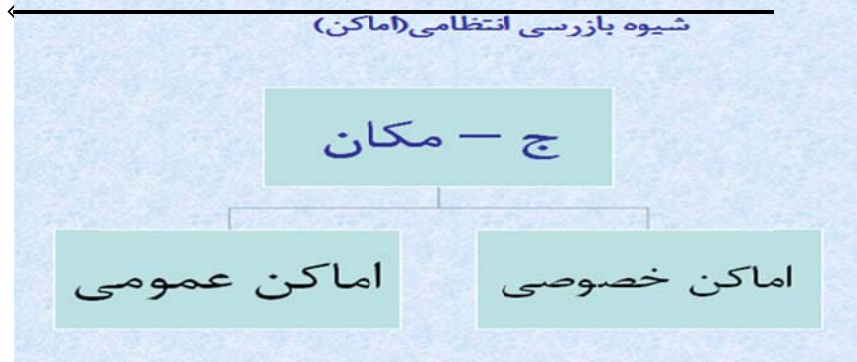 شیوه بازرسی انتظامی(اماکن)
ج – مکان
اماکن خصوصی
اماکن عمومی